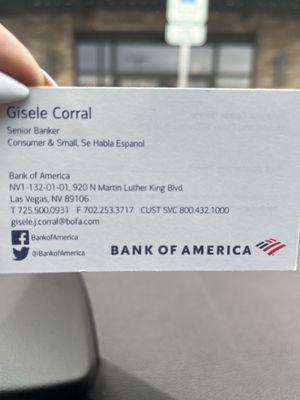 Gisele Corral
Senior Banker
Consumer & Small, Se Habla Espanol
Bank of America
NV1-132-01-01, 920 N Martin Luther King Blvd.
Las Vegas, NV 89106
T 725.500.0931 F 702.253.3717 CUST SVC 800.432.1000
gisele.j.corral@bofa.com
BankofAmerica
@BankofAmerica
BANK OF AMERICA